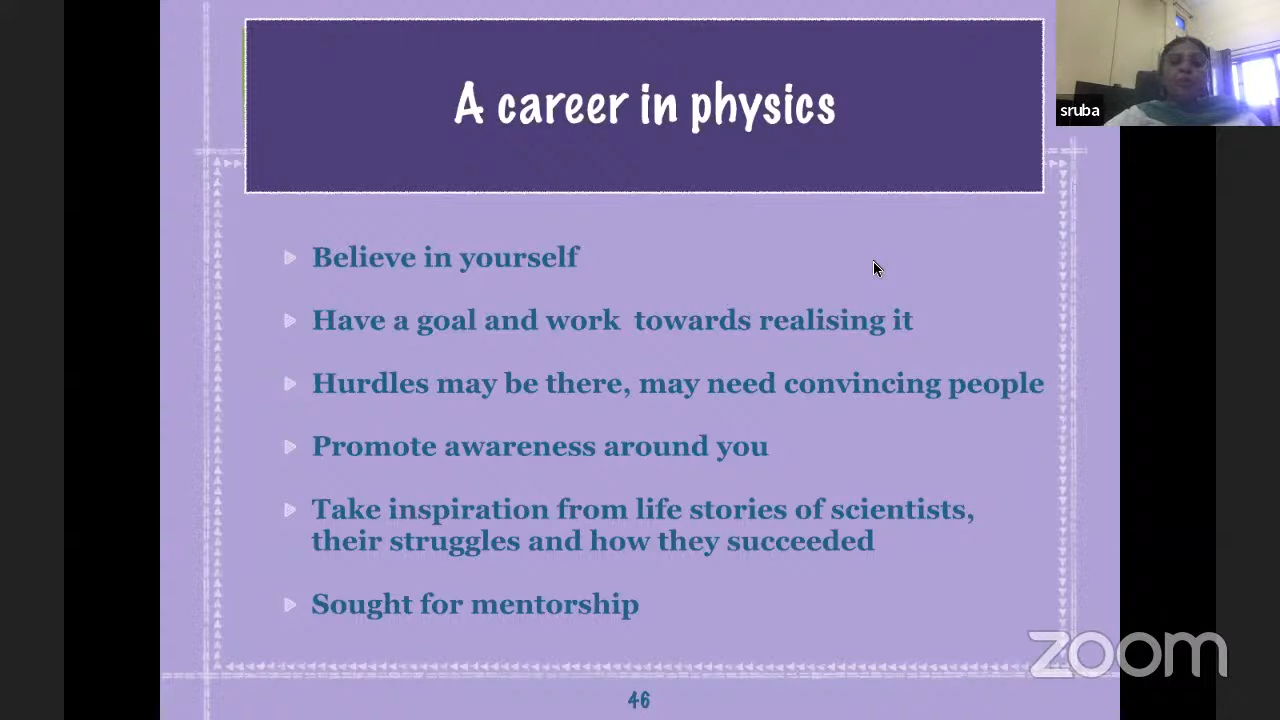 A career in physics
sruba
Believe in yourself
Have a goal and work towards realising it
Hurdles may be there, may need convincing people
Promote awareness around you
Take inspiration from life stories of scientists,
their struggles and how they succeeded
Sought for mentorship
zoom
46